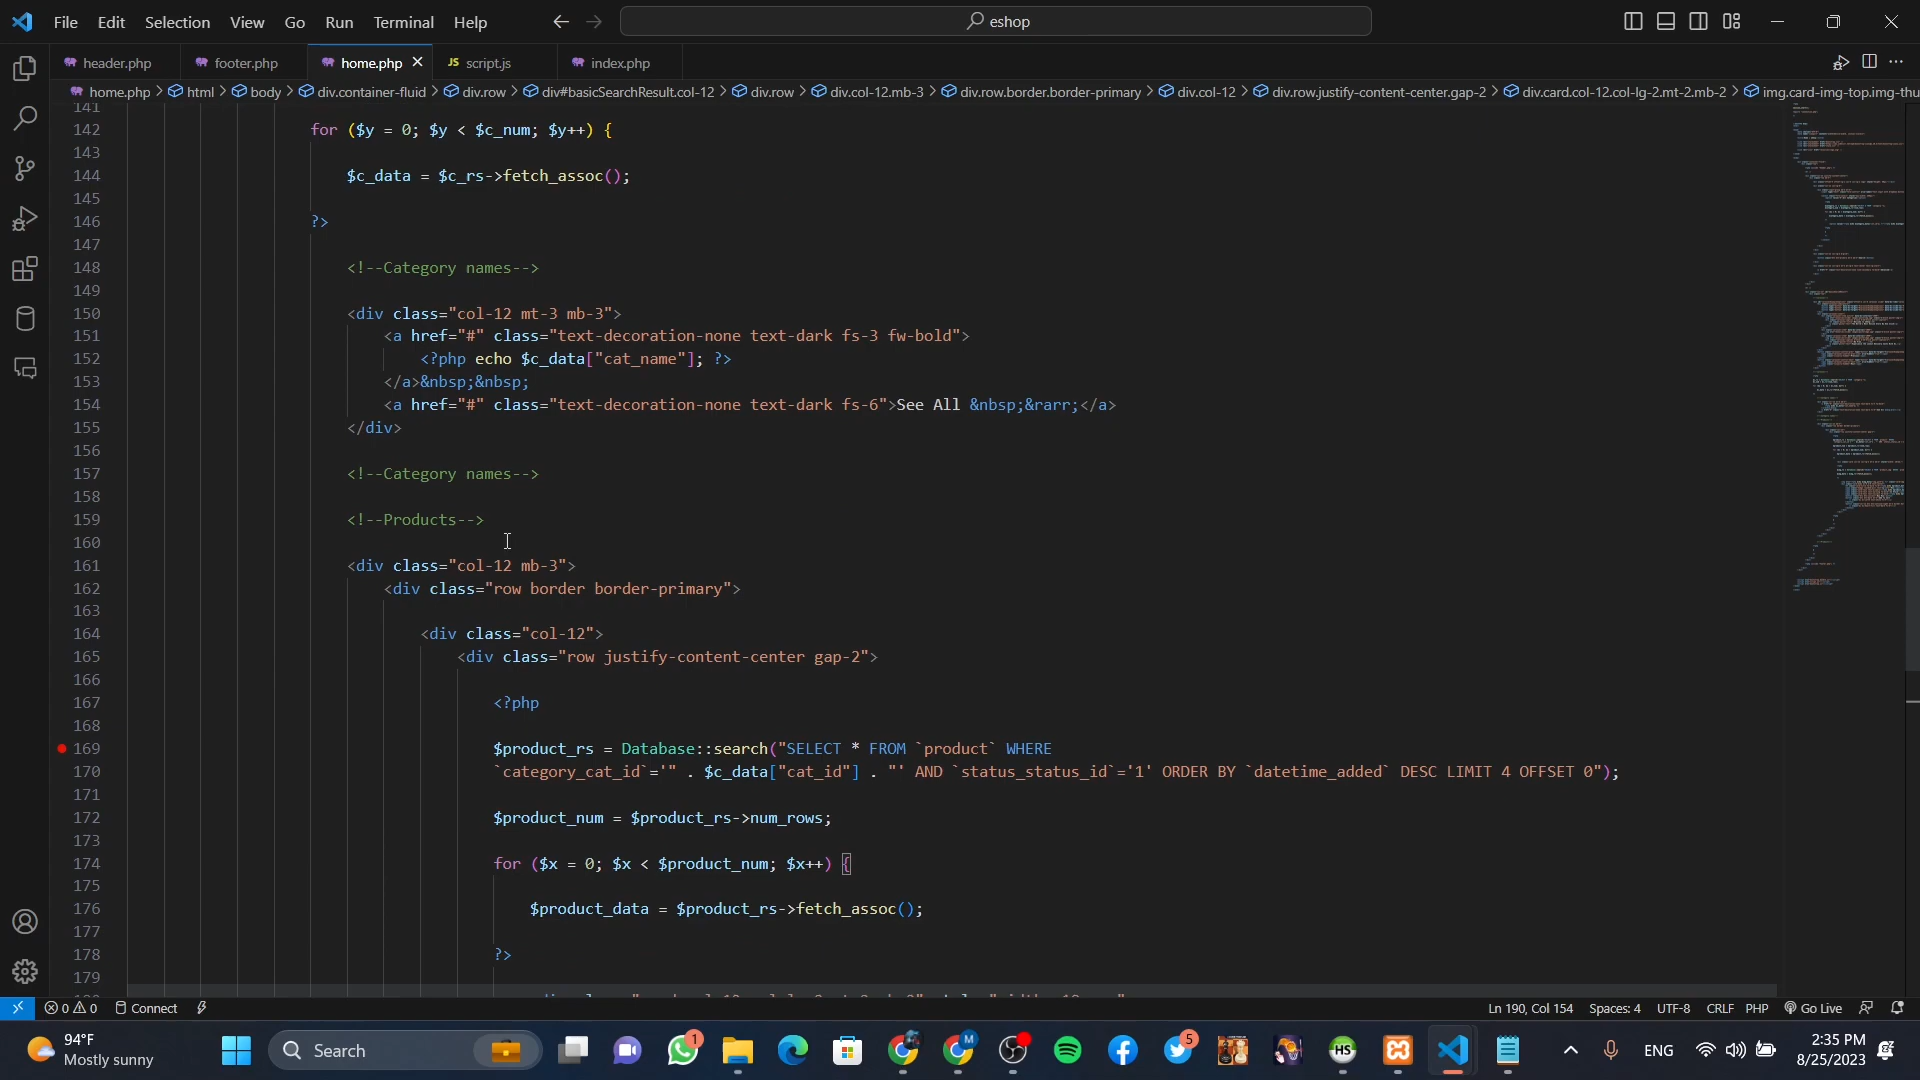 File Edit Selection View Go Run Terminal Help
eshop
header.php footer.php home.php JS script.js index.php
home.php > html > body > div.container-fluid > div.row > div#basicSearchResult.col-12 > div.row > div.col-12.mb-3 > div.row.border.border-primary > div.col-12 > div.row.justify-content-center.gap-2 > div.card.col-12.col-lg-2.mt-2.mb-2 > img.card-img-top.img-thu
141
142 for ($y = 0; $y < $c_num; $y++) {
143
144 $c_data = $c_rs->fetch_assoc();
145
146 ?>
147
148 <!--Category names-->
149
150 <div class="col-12 mt-3 mb-3">
151 <a href="#" class="text-decoration-none text-dark fs-3 fw-bold">
152 <?php echo $c_data["cat_name"]; ?>
153 </a>&nbsp;&nbsp;
154 <a href="#" class="text-decoration-none text-dark fs-6">See All &nbsp;&rarr;</a>
155 </div>
156
157 <!--Category names-->
158
159 <!--Products-->
160
161 <div class="col-12 mb-3">
162 <div class="row border border-primary">
163
164 <div class="col-12">
165 <div class="row justify-content-center gap-2">
166
167 <?php
168
169 $product_rs = Database::search("SELECT * FROM `product` WHERE
170 `category_cat_id`='" . $c_data["cat_id"] . "' AND `status_status_id`='1' ORDER BY `datetime_added` DESC LIMIT 4 OFFSET 0");
171
172 $product_num = $product_rs->num_rows;
173
174 for ($x = 0; $x < $product_num; $x++) {
175
176 $product_data = $product_rs->fetch_assoc();
177
178 ?>
179
0 0 Connect Ln 190, Col 154 Spaces: 4 UTF-8 CRLF PHP Go Live
94°F
Mostly sunny
Search
1
M
5
HS
ENG
2:35 PM
8/25/2023